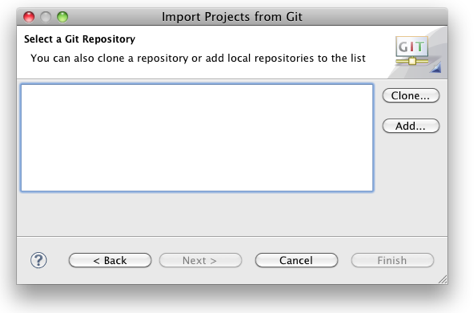 Import Projects from Git
Select a Git Repository
You can also clone a repository or add local repositories to the list
GIT
Clone...
Add...
?
< Back
Next >
Cancel
Finish